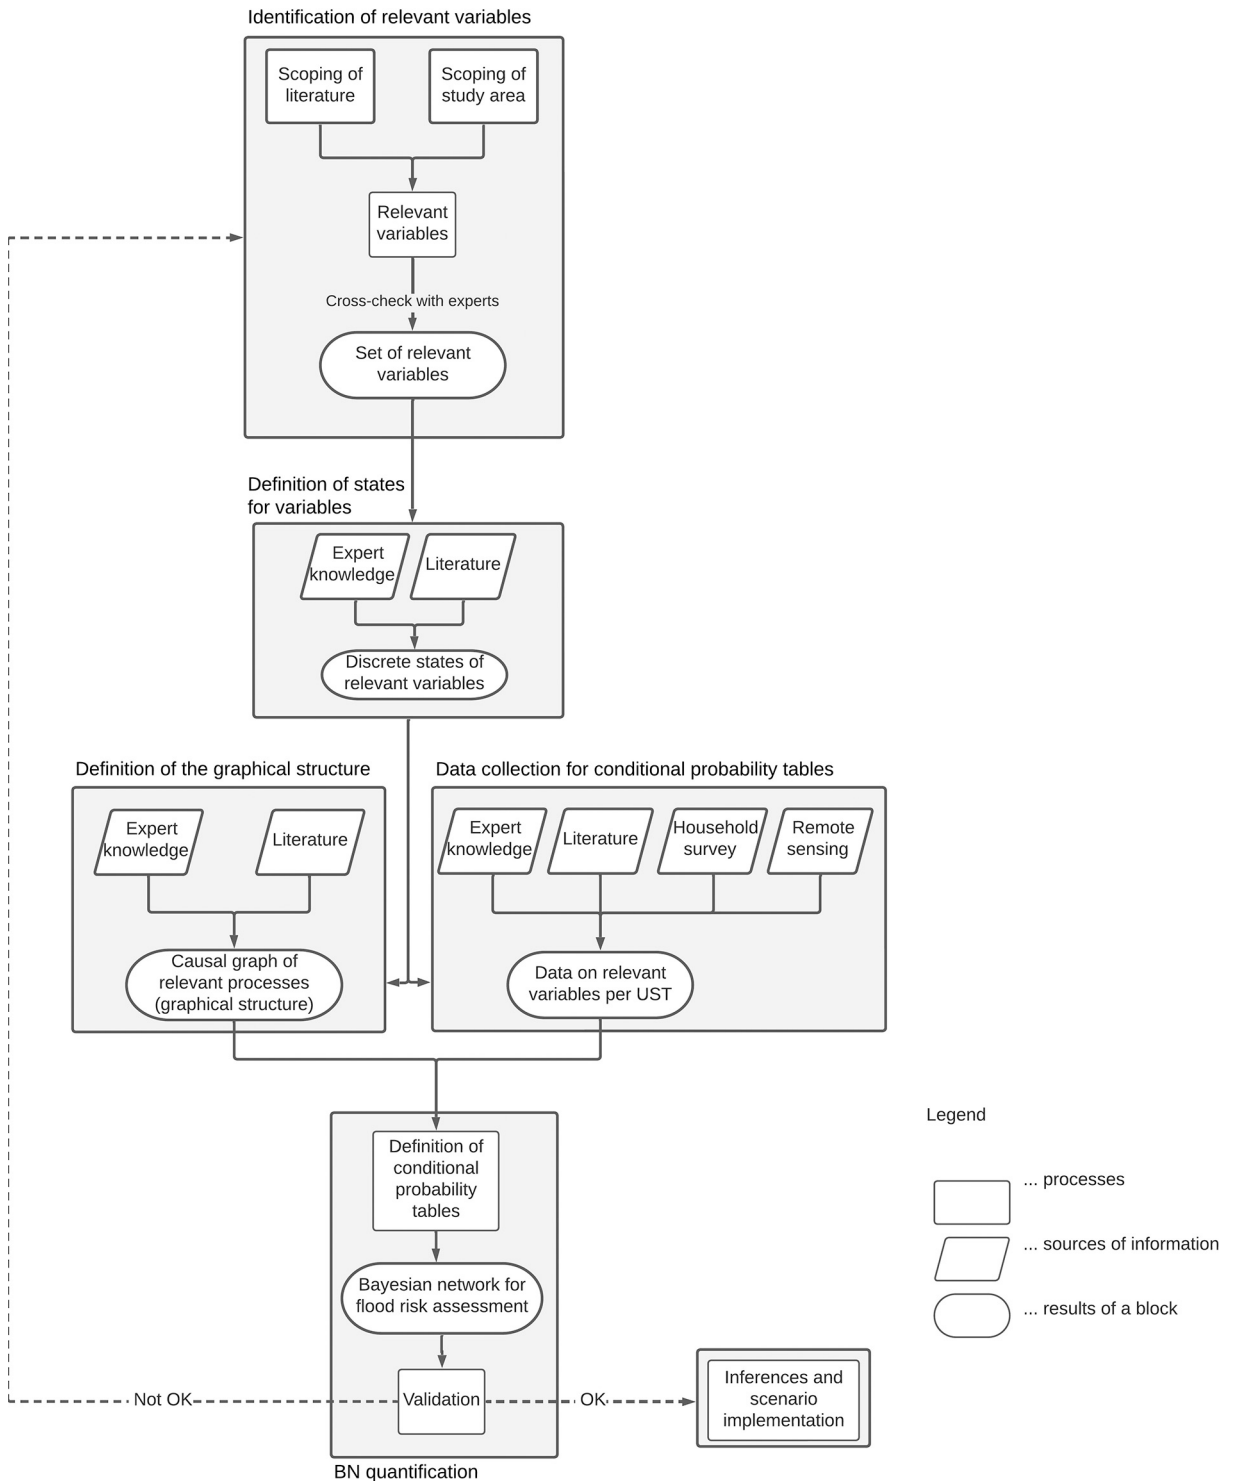 Identification of relevant variables
Scoping of
literature
Scoping of
study area
Relevant
variables
Cross-check with experts
Set of relevant
variables
Definition of states
for variables
Expert
knowledge
Literature
Discrete states of
relevant variables
Definition of the graphical structure
Expert
knowledge
Literature
Causal graph of
relevant processes
(graphical structure)
Data collection for conditional probability tables
Expert
knowledge
Literature
Household
survey
Remote
sensing
Data on relevant
variables per UST
Definition of
conditional
probability
tables
Bayesian network for
flood risk assessment
Validation
Not OK
OK
Inferences and
scenario
implementation
BN quantification
Legend
... processes
... sources of information
... results of a block